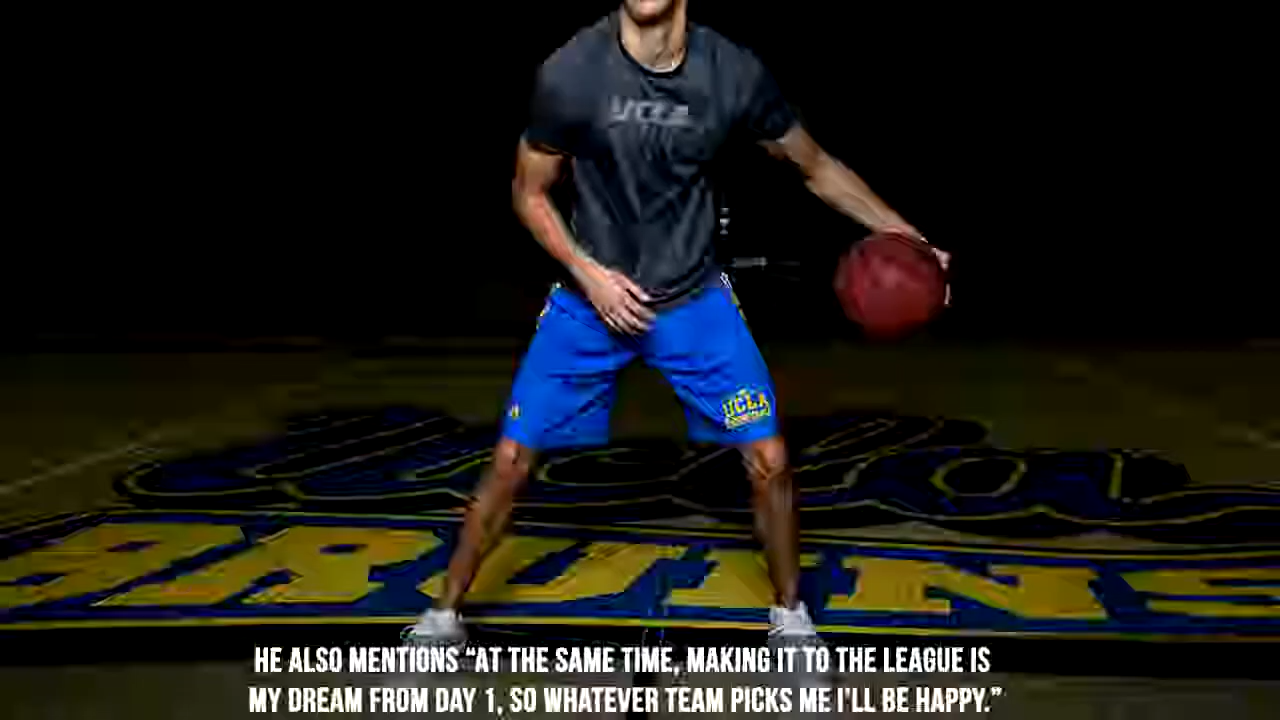 UCLA
UCLA
ucla
BRUINS
HE ALSO MENTIONS “AT THE SAME TIME, MAKING IT TO THE LEAGUE IS
MY DREAM FROM DAY 1, SO WHATEVER TEAM PICKS ME I'LL BE HAPPY.”